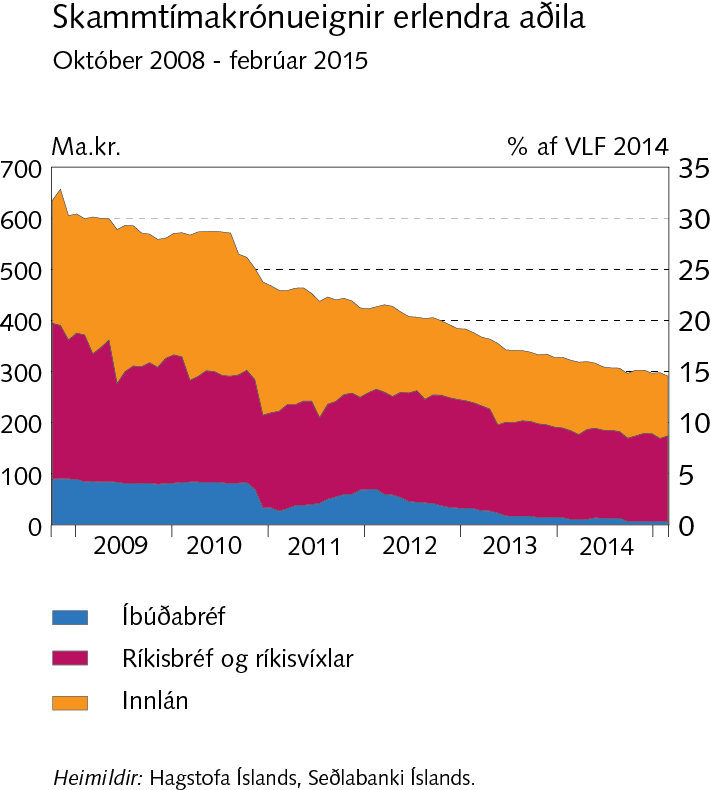 Skammtímakrónueignir erlendra aðila
Október 2008 - febrúar 2015
Ma.kr. % af VLF 2014
700 35
600 30
500 25
400 20
300 15
200 10
100 5
0 0
2009 2010 2011 2012 2013 2014
Íbúðabréf
Ríkisbréf og ríkisvíxlar
Innlán
Heimildir: Hagstofa Íslands, Seðlabanki Íslands.